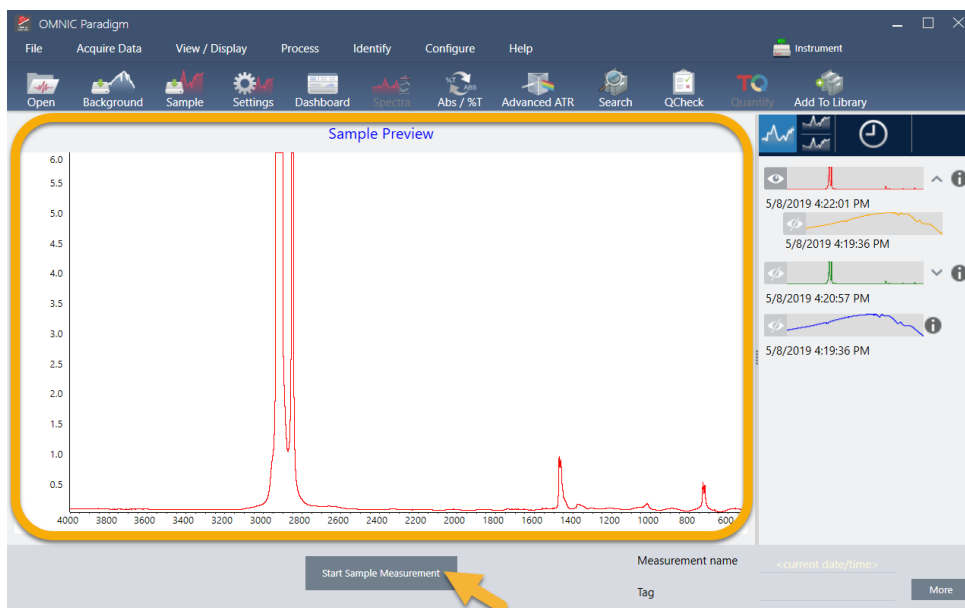 OMNIC Paradigm
File Acquire Data View / Display Process Identify Configure Help Instrument
Open Background Sample Settings Dashboard Spectra Abs / %T Advanced ATR Search QCheck Quantify Add To Library
Sample Preview
6.0
5.5
5.0
4.5
4.0
3.5
3.0
2.5
2.0
1.5
1.0
0.5
4000 3800 3600 3400 3200 3000 2800 2600 2400 2200 2000 1800 1600 1400 1200 1000 800 600
5/8/2019 4:22:01 PM
5/8/2019 4:19:36 PM
5/8/2019 4:20:57 PM
5/8/2019 4:19:36 PM
Start Sample Measurement
Measurement name <current date/time>
Tag
More